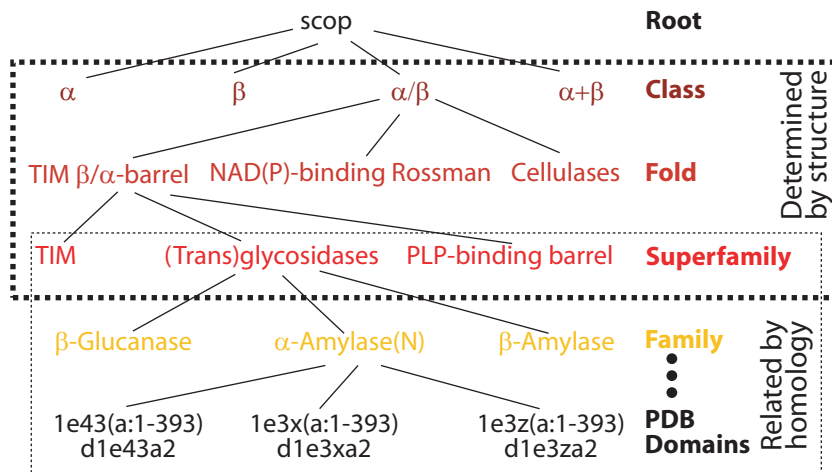 scop Root
α β α/β α+β Class
TIM β/α-barrel NAD(P)-binding Rossman Cellulases Fold
TIM (Trans)glycosidases PLP-binding barrel Superfamily
Determined
by structure
β-Glucanase α-Amylase(N) β-Amylase Family
1e43(a:1-393) 1e3x(a:1-393) 1e3z(a:1-393) PDB
d1e43a2 d1e3xa2 d1e3za2 Domains
Related by
homology